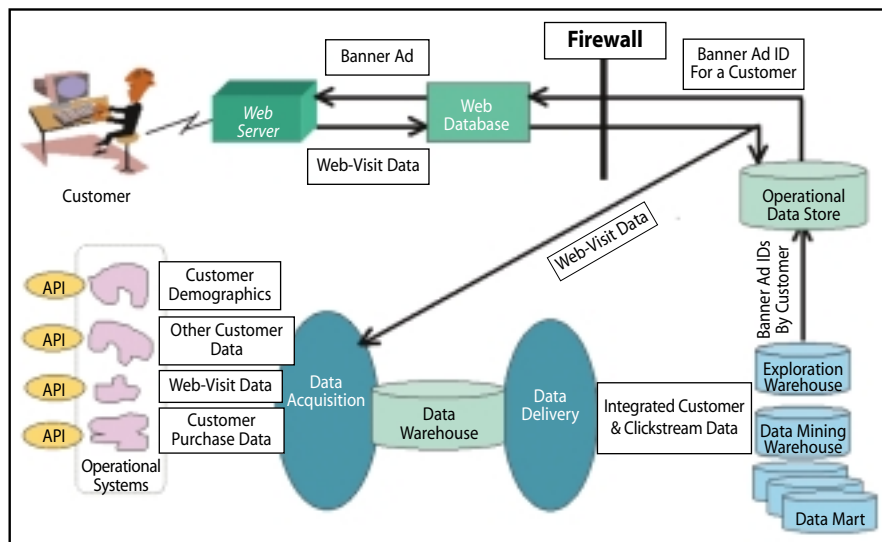 Firewall
Banner Ad
Banner Ad ID
For a Customer
Web
Server
Web
Database
Web-Visit Data
Customer
Operational
Data Store
Web-Visit Data
Banner Ad IDs
By Customer
API
Customer
Demographics
API
Other Customer
Data
API
Web-Visit Data
API
Customer
Purchase Data
Operational
Systems
Data
Acquisition
Data
Warehouse
Data
Delivery
Integrated Customer
& Clickstream Data
Exploration
Warehouse
Data Mining
Warehouse
Data Mart